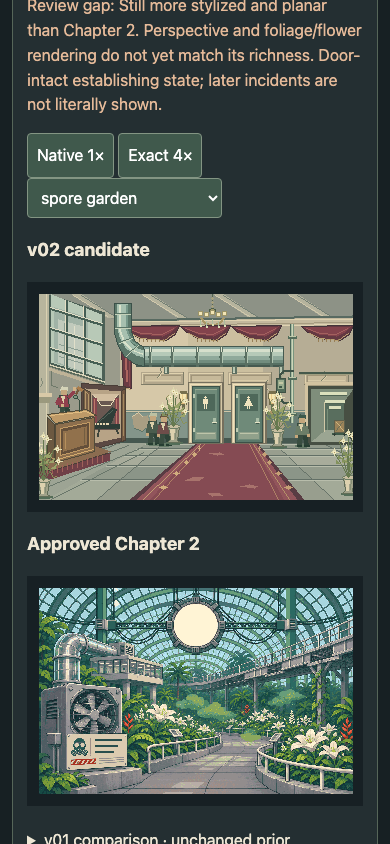 Review gap: Still more stylized and planar
than Chapter 2. Perspective and foliage/flower
rendering do not yet match its richness. Door-
intact establishing state; later incidents are
not literally shown.
Native 1× Exact 4×
spore garden
v02 candidate
Approved Chapter 2
v01 comparison · unchanged prior